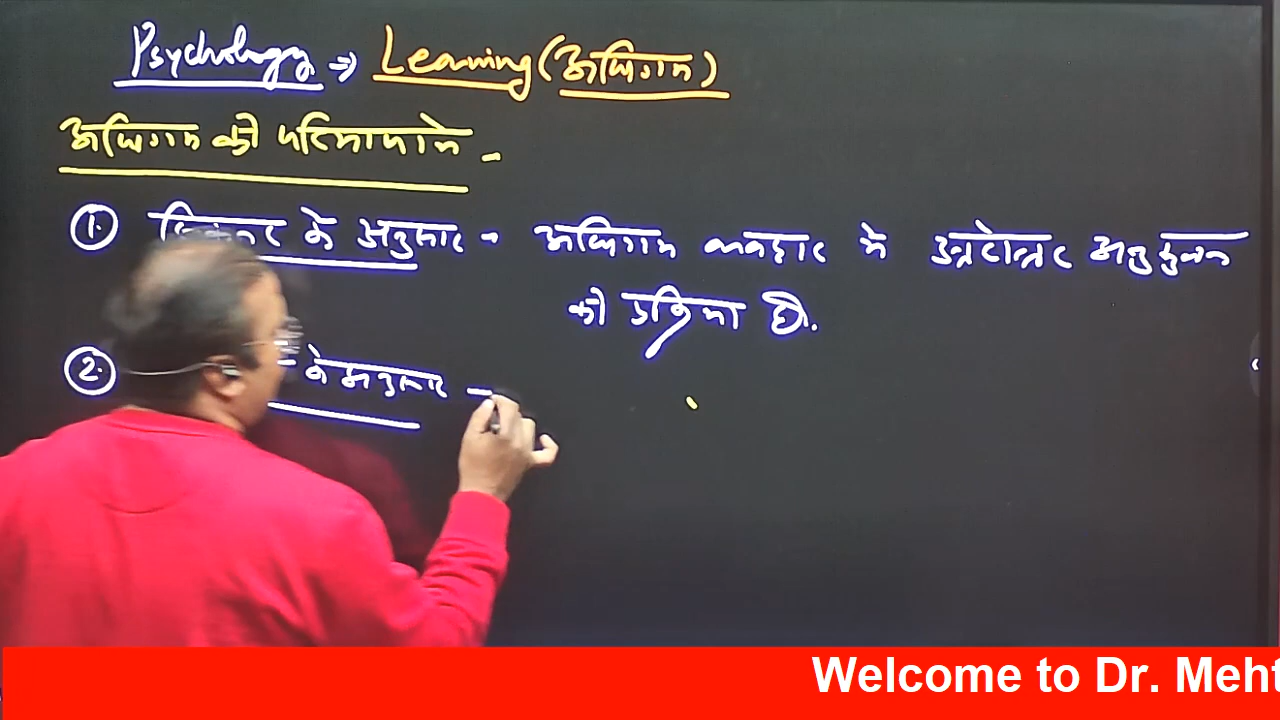 Psychology → Learning (अधिगम)
अधिगम की परिभाषाने -
1. स्किनर के अनुसार - अधिगम व्यवहार में उत्तरोत्तर अनुकूलन
की प्रक्रिया है।
2. के अनुसार -
Welcome to Dr. Meht